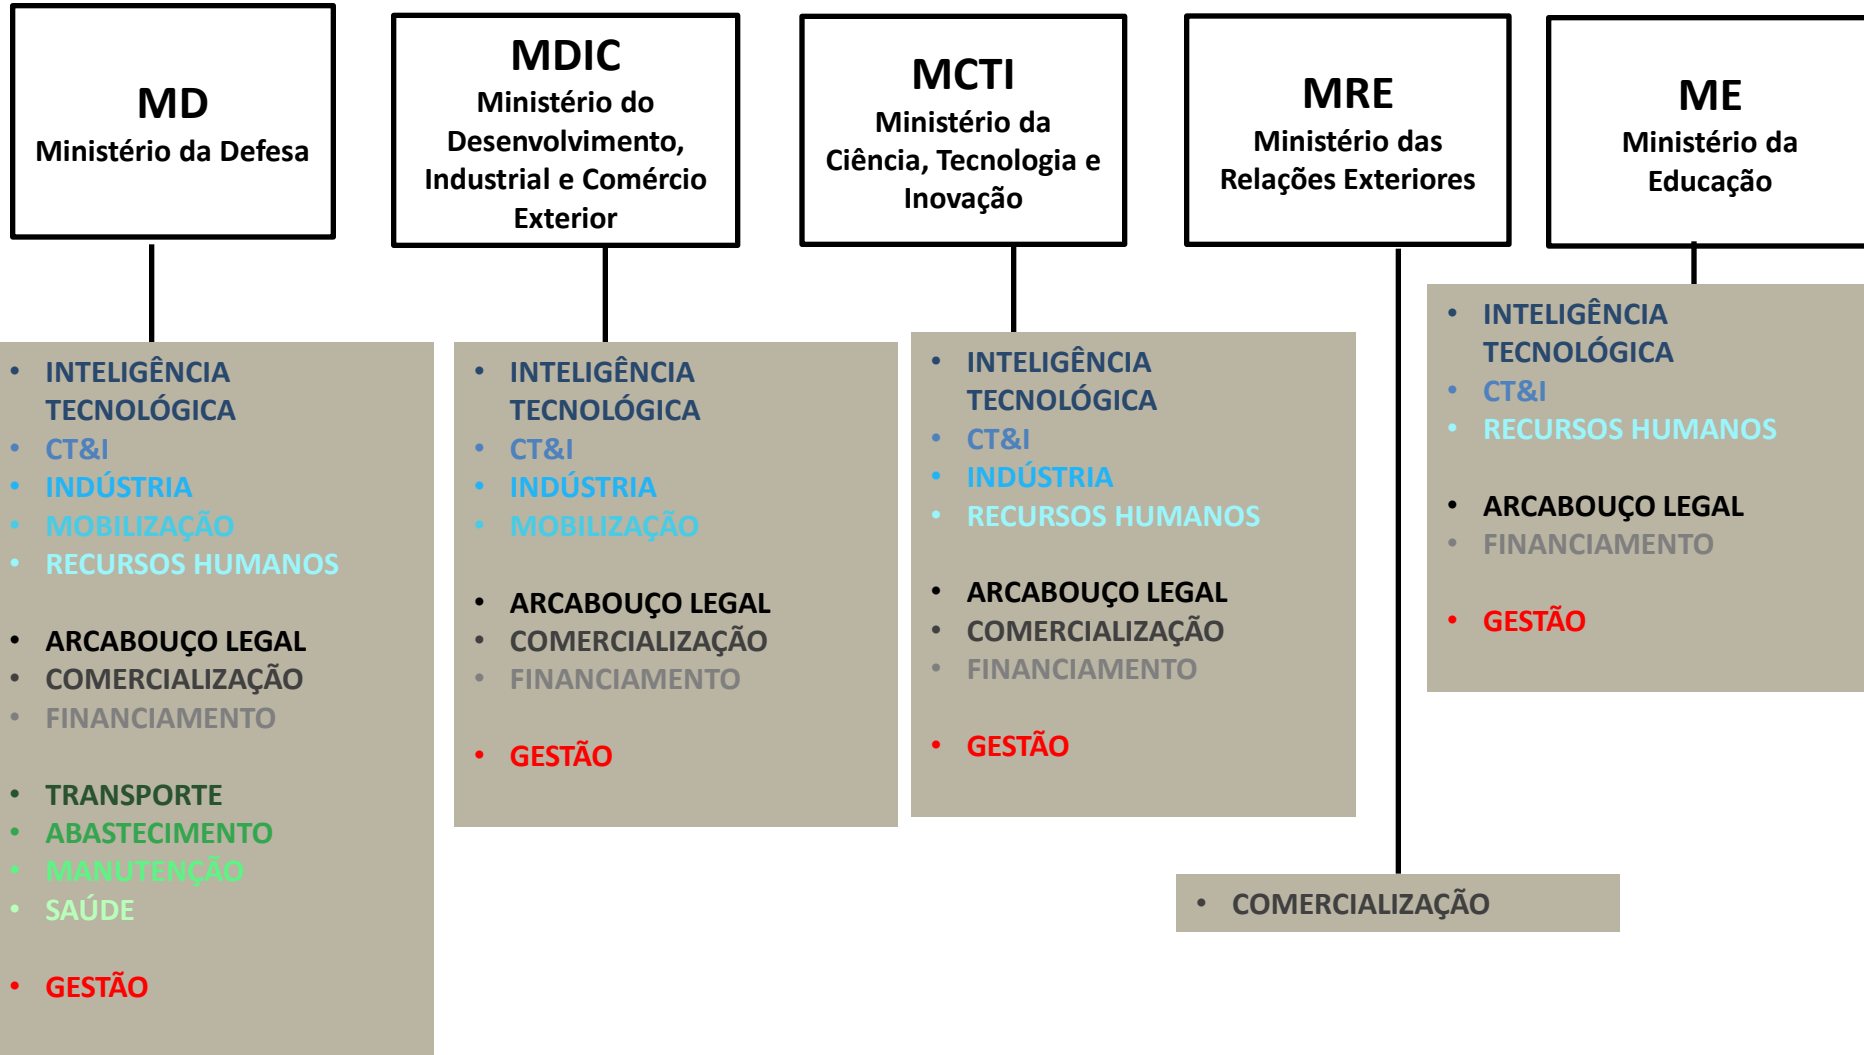 MD
Ministério da Defesa
MDIC
Ministério do
Desenvolvimento,
Industrial e Comércio
Exterior
MCTI
Ministério da
Ciência, Tecnologia e
Inovação
MRE
Ministério das
Relações Exteriores
ME
Ministério da
Educação
• INTELIGÊNCIA
TECNOLÓGICA
• CT&I
• INDÚSTRIA
• MOBILIZAÇÃO
• RECURSOS HUMANOS
• ARCABOUÇO LEGAL
• COMERCIALIZAÇÃO
• FINANCIAMENTO
• TRANSPORTE
• ABASTECIMENTO
• MANUTENÇÃO
• SAÚDE
• GESTÃO
• INTELIGÊNCIA
TECNOLÓGICA
• CT&I
• INDÚSTRIA
• MOBILIZAÇÃO
• ARCABOUÇO LEGAL
• COMERCIALIZAÇÃO
• FINANCIAMENTO
• GESTÃO
• INTELIGÊNCIA
TECNOLÓGICA
• CT&I
• INDÚSTRIA
• RECURSOS HUMANOS
• ARCABOUÇO LEGAL
• COMERCIALIZAÇÃO
• FINANCIAMENTO
• GESTÃO
• COMERCIALIZAÇÃO
• INTELIGÊNCIA
TECNOLÓGICA
• CT&I
• RECURSOS HUMANOS
• ARCABOUÇO LEGAL
• FINANCIAMENTO
• GESTÃO